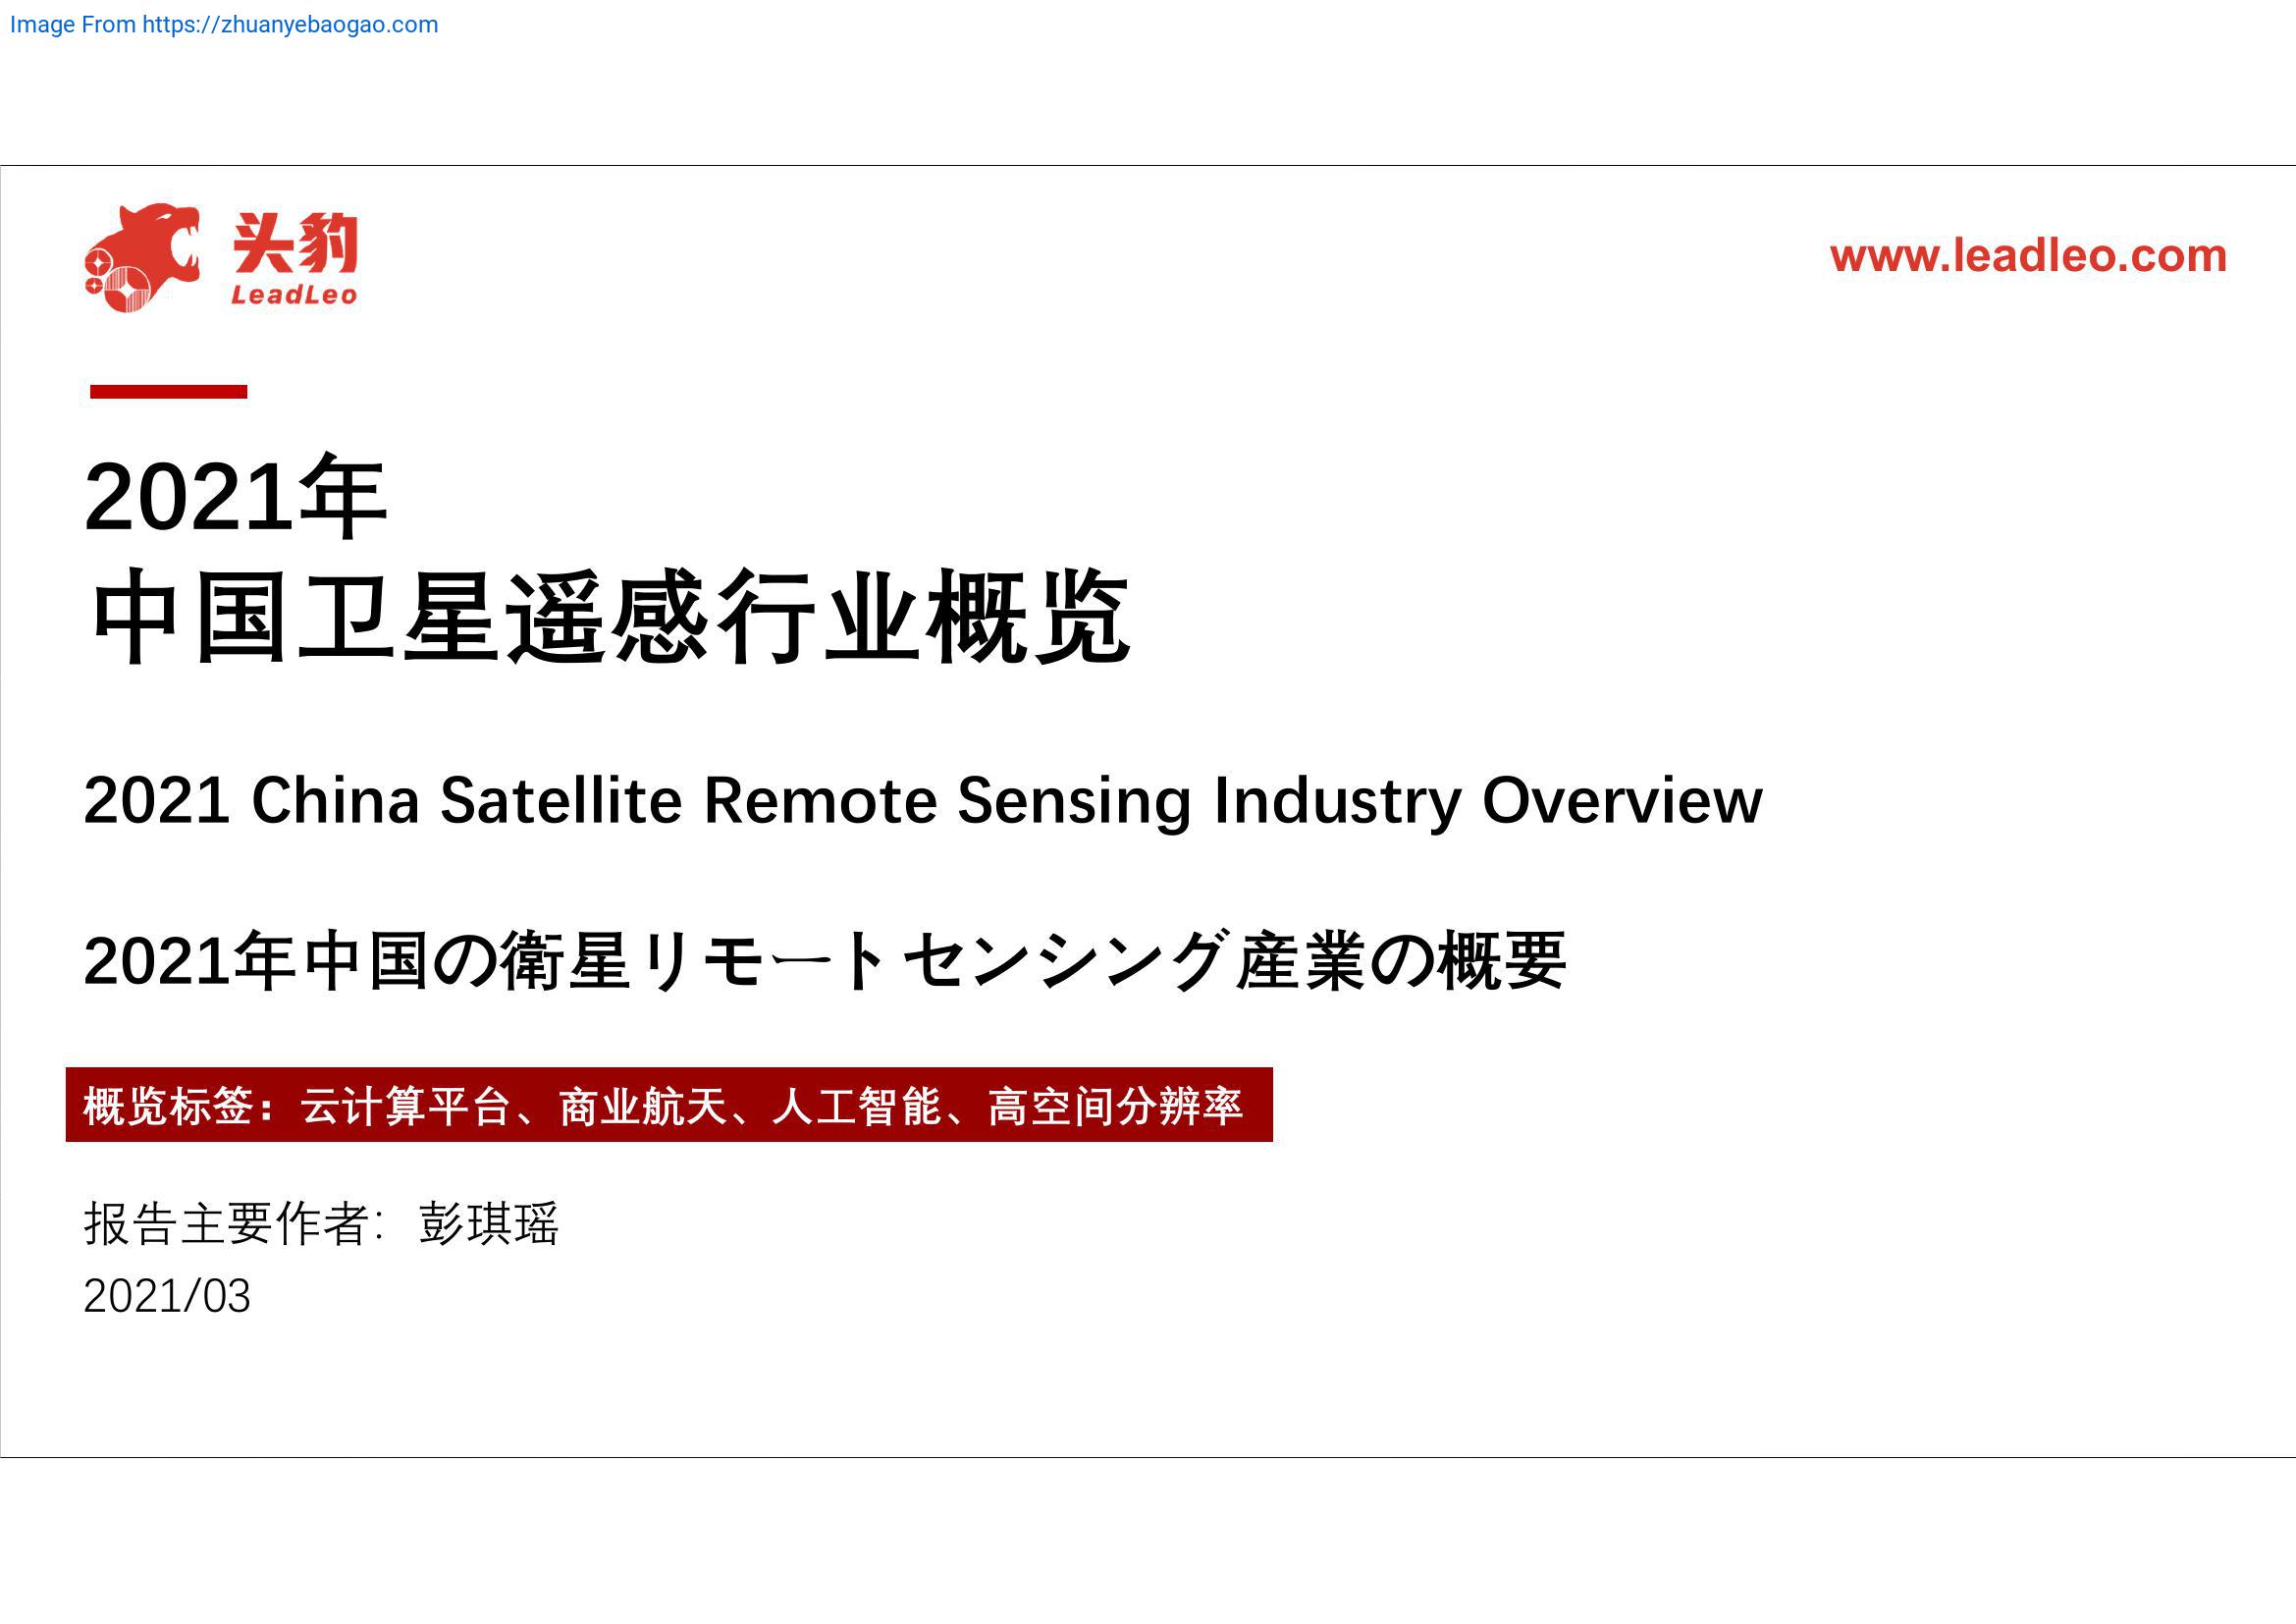 Image From https://zhuanyebaogao.com
头豹
LeadLeo
www.leadleo.com
2021年
中国卫星遥感行业概览
2021 China Satellite Remote Sensing Industry Overview
2021年中国の衛星リモートセンシング産業の概要
概览标签：云计算平台、商业航天、人工智能、高空间分辨率
报告主要作者：彭琪瑶
2021/03